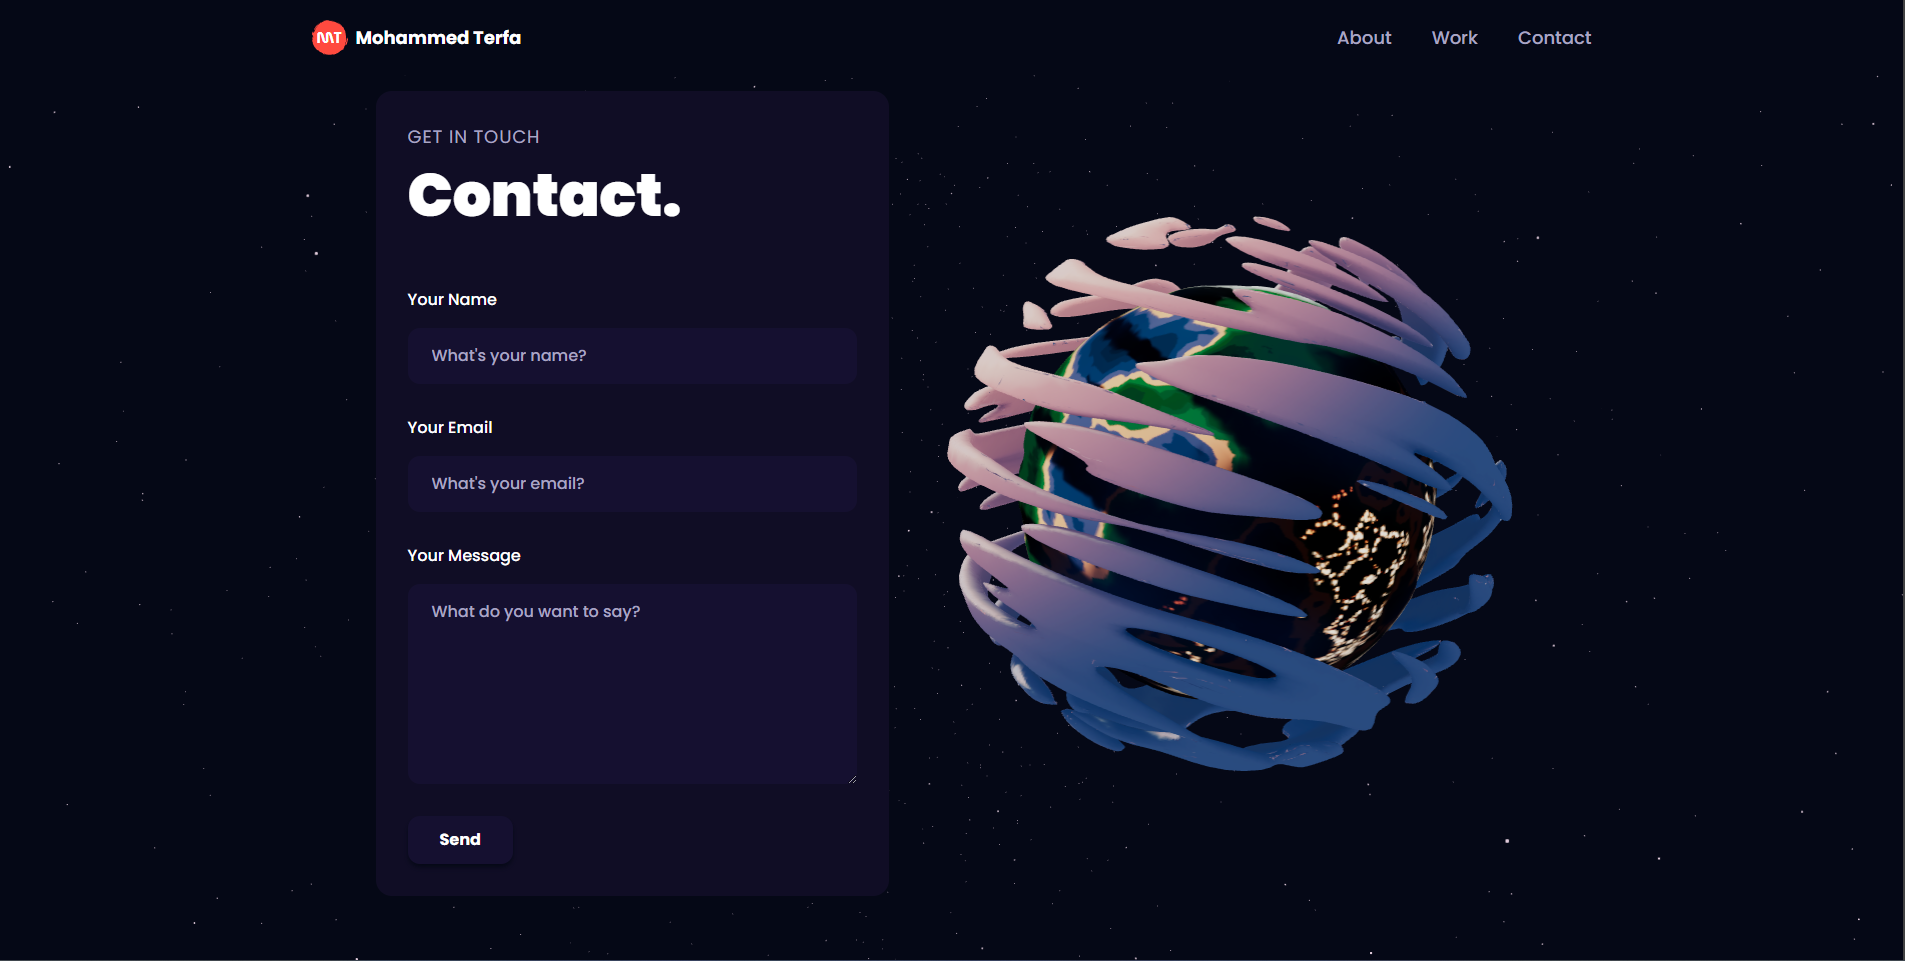 MT Mohammed Terfa
About Work Contact
GET IN TOUCH
Contact.
Your Name
What's your name?
Your Email
What's your email?
Your Message
What do you want to say?
Send